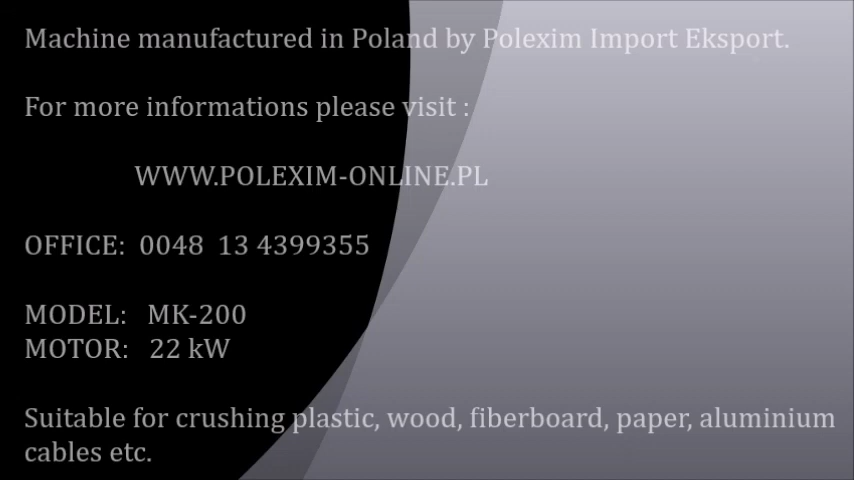 Machine manufactured in Poland by Polexim Import Eksport.
For more informations please visit :
WWW.POLEXIM-ONLINE.PL
OFFICE: 0048 13 4399355
MODEL: MK-200
MOTOR: 22 kW
Suitable for crushing plastic, wood, fiberboard, paper, aluminium
cables etc.